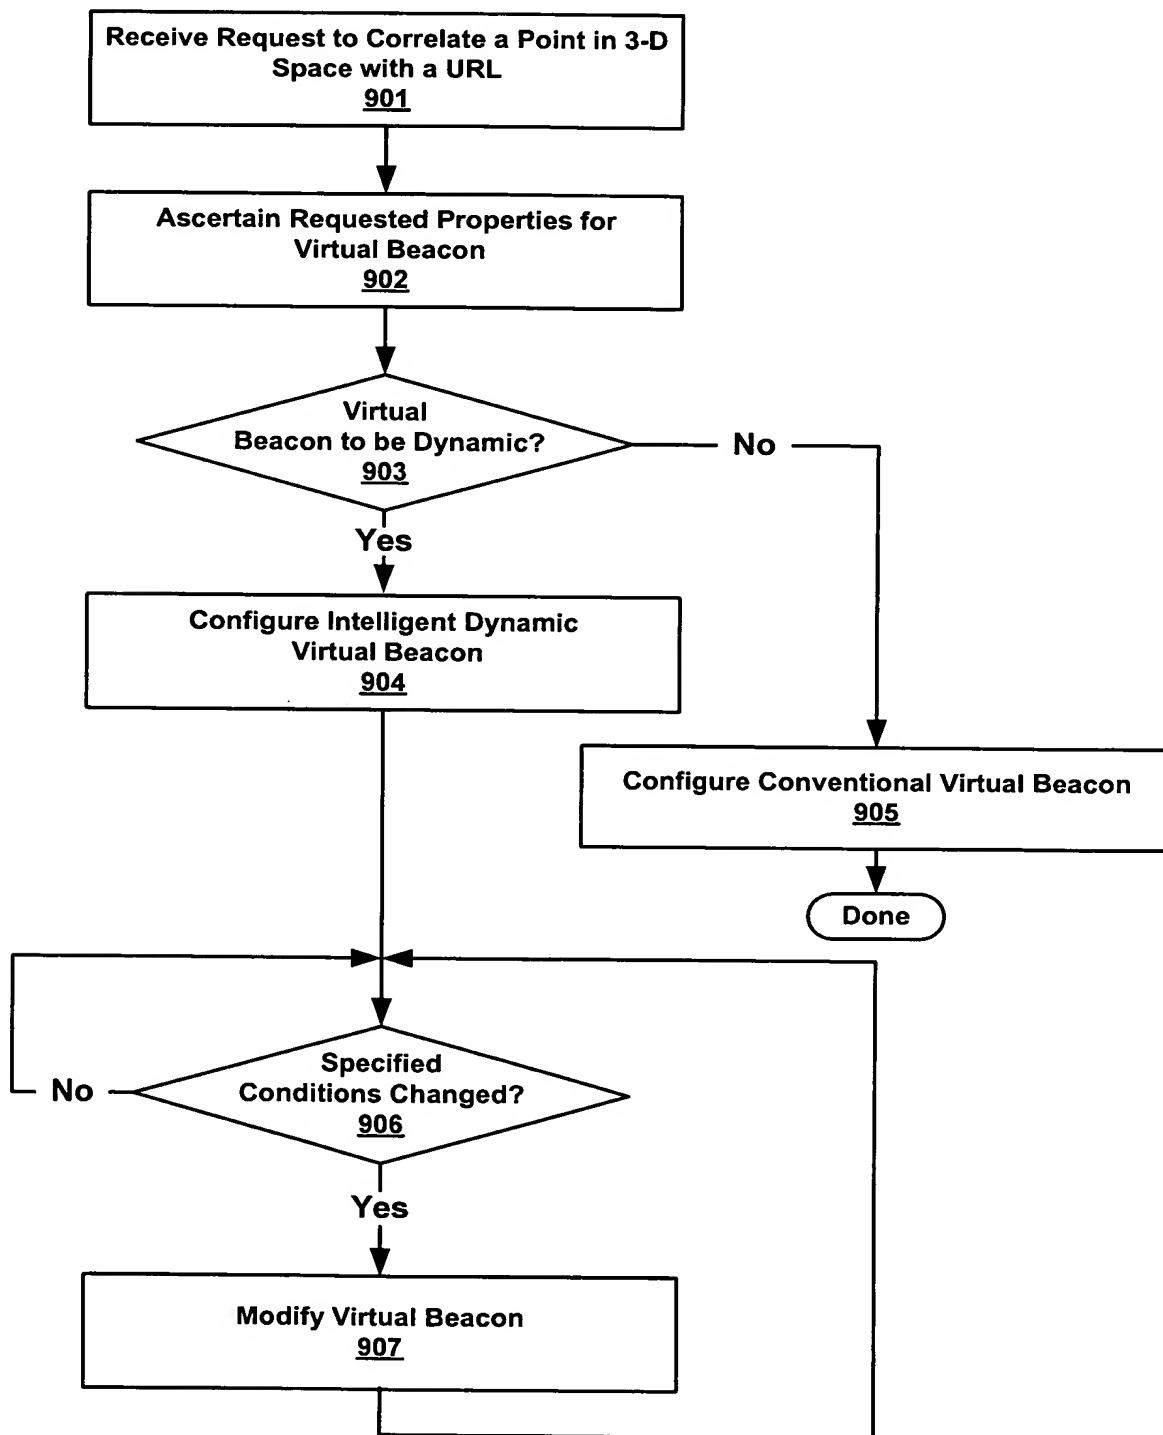 Receive Request to Correlate a Point in 3-D
Space with a URL
901
Ascertain Requested Properties for
Virtual Beacon
902
Virtual
Beacon to be Dynamic?
903
No
Yes
Configure Intelligent Dynamic
Virtual Beacon
904
Configure Conventional Virtual Beacon
905
Done
Specified
Conditions Changed?
906
No
Yes
Modify Virtual Beacon
907